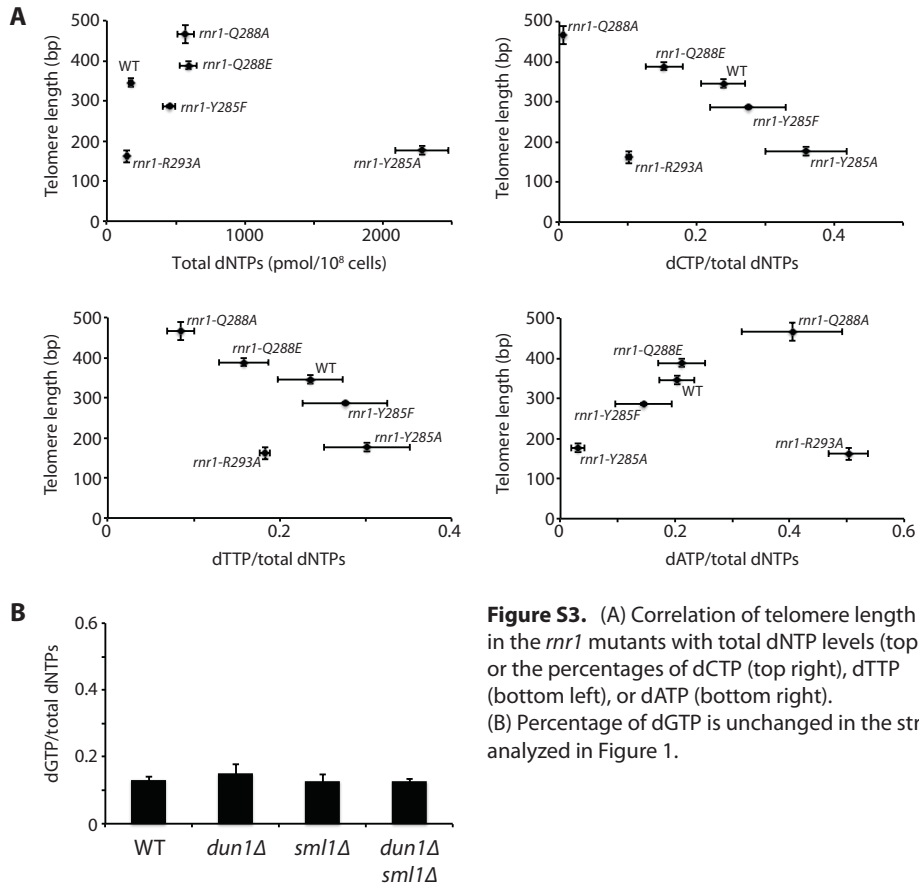 A
500
400
300
200
100
0
Telomere length (bp)
rnr1-Q288A
rnr1-Q288E
WT
rnr1-Y285F
rnr1-R293A
rnr1-Y285A
0
1000
2000
Total dNTPs (pmol/10⁸ cells)
500
400
300
200
100
0
Telomere length (bp)
rnr1-Q288A
rnr1-Q288E
WT
rnr1-Y285F
rnr1-R293A
rnr1-Y285A
0
0.2
0.4
dCTP/total dNTPs
500
400
300
200
100
0
Telomere length (bp)
rnr1-Q288A
rnr1-Q288E
WT
rnr1-Y285F
rnr1-R293A
rnr1-Y285A
0
0.2
0.4
dTTP/total dNTPs
500
400
300
200
100
0
Telomere length (bp)
rnr1-Q288A
rnr1-Q288E
WT
rnr1-Y285F
rnr1-R293A
rnr1-Y285A
0
0.2
0.4
0.6
dATP/total dNTPs
B
0.6
0.4
0.2
0
dGTP/total dNTPs
WT
dun1Δ
sml1Δ
dun1Δ
sml1Δ
Figure S3. (A) Correlation of telomere length
in the rnr1 mutants with total dNTP levels (top
or the percentages of dCTP (top right), dTTP
(bottom left), or dATP (bottom right).
(B) Percentage of dGTP is unchanged in the str
analyzed in Figure 1.